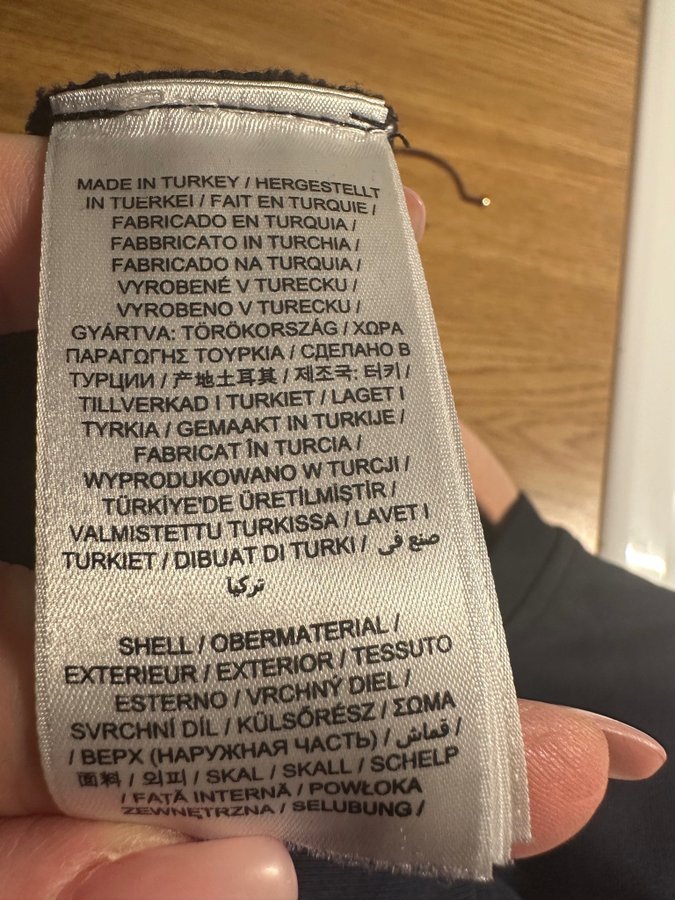 MADE IN TURKEY / HERGESTELLT
IN TUERKEI / FAIT EN TURQUIE /
FABRICADO EN TURQUIA /
FABBRICATO IN TURCHIA /
FABRICADO NA TURQUIA /
VYROBENÉ V TURECKU /
VYROBENO V TURECKU /
GYÁRTVA: TÖRÖKORSZÁG / ΧΩΡΑ
ΠΑΡΑΓΩΓΗΣ ΤΟΥΡΚΙΑ / СДЕЛАНО В
ТУРЦИИ / 产地土耳其 / 제조국: 터키 /
TILLVERKAD I TURKIET / LAGET I
TYRKIA / GEMAAKT IN TURKIJE /
FABRICAT ÎN TURCIA /
WYPRODUKOWANO W TURCJI /
TÜRKİYE'DE ÜRETİLMİŞTİR /
VALMISTETTU TURKISSA / LAVET I
TURKIET / DIBUAT DI TURKI / صنع في
تركيا
SHELL / OBERMATERIAL /
EXTERIEUR / EXTERIOR / TESSUTO
ESTERNO / VRCHNÝ DIEL /
SVRCHNÍ DÍL / KÜLSŐRÉSZ / ΣΩΜΑ
/ ВЕРХ (НАРУЖНАЯ ЧАСТЬ) / قماش /
面料 / 외피 / SKAL / SKALL / SCHELP
/ FAȚĂ INTERNĂ / POWŁOKA
ZEWNĘTRZNA / SELUBUNG /